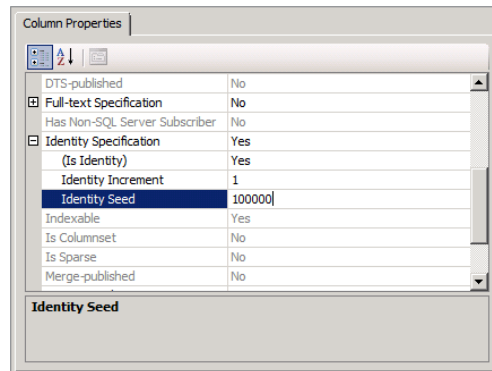 Column Properties
A
Z
DTS-published No
Full-text Specification No
Has Non-SQL Server Subscriber No
Identity Specification Yes
(Is Identity) Yes
Identity Increment 1
Identity Seed 100000
Indexable Yes
Is Columnset No
Is Sparse No
Merge-published No
Identity Seed